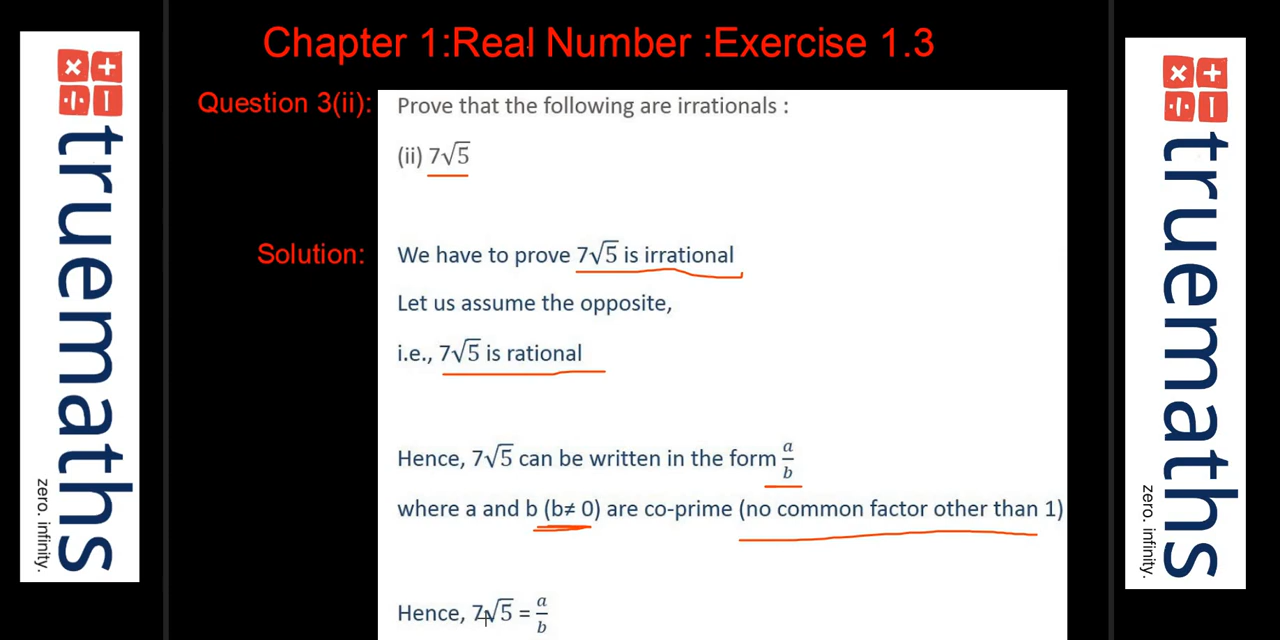 Chapter 1:Real Number :Exercise 1.3
Question 3(ii): Prove that the following are irrationals :
(ii) 7√5
Solution: We have to prove 7√5 is irrational
Let us assume the opposite,
i.e., 7√5 is rational
Hence, 7√5 can be written in the form a/b
where a and b (b≠ 0) are co-prime (no common factor other than 1)
Hence, 7√5 = a/b
truemaths
zero. infinity.
truemaths
zero. infinity.